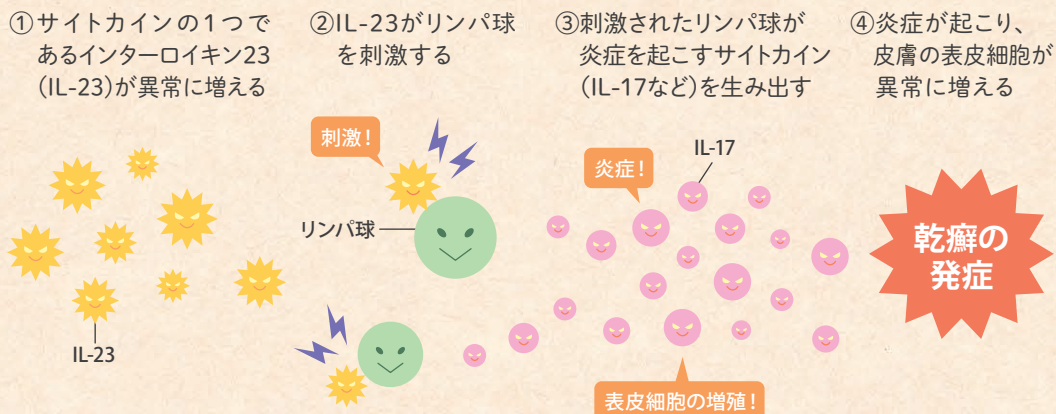 ①サイトカインの1つで
あるインターロイキン23
(IL-23)が異常に増える
②IL-23がリンパ球
を刺激する
③刺激されたリンパ球が
炎症を起こすサイトカイン
(IL-17など)を生み出す
④炎症が起こり、
皮膚の表皮細胞が
異常に増える
IL-23
刺激!
リンパ球
IL-17
炎症!
表皮細胞の増殖!
乾癬の
発症